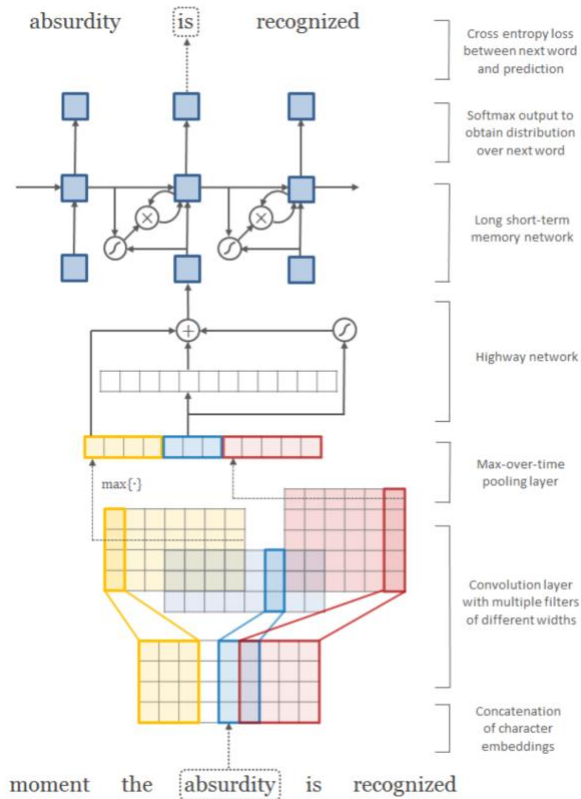 absurdity is recognized
Cross entropy loss
between next word
and prediction
Softmax output to
obtain distribution
over next word
Long short-term
memory network
Highway network
Max-over-time
pooling layer
max{·}
Convolution layer
with multiple filters
of different widths
Concatenation
of character
embeddings
moment the absurdity is recognized